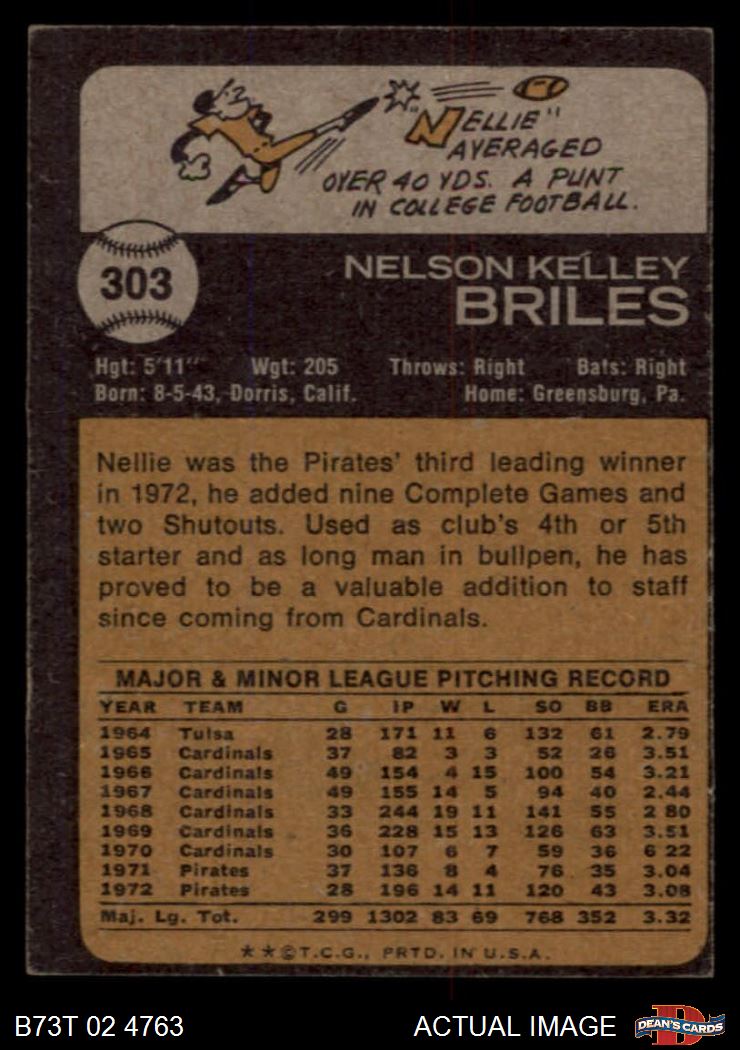 "NELLIE"
AVERAGED
OVER 40 YDS. A PUNT
IN COLLEGE FOOTBALL.
303
NELSON KELLEY
BRILES
Hgt: 5'11" Wgt: 205 Throws: Right Bats: Right
Born: 8-5-43, Dorris, Calif. Home: Greensburg, Pa.
Nellie was the Pirates' third leading winner
in 1972, he added nine Complete Games and
two Shutouts. Used as club's 4th or 5th
starter and as long man in bullpen, he has
proved to be a valuable addition to staff
since coming from Cardinals.
MAJOR & MINOR LEAGUE PITCHING RECORD
YEAR TEAM G IP W L SO BB ERA
1964 Tulsa 28 171 11 6 132 61 2.79
1965 Cardinals 37 82 3 3 52 26 3.51
1966 Cardinals 49 154 4 15 100 54 3.21
1967 Cardinals 49 155 14 5 94 40 2.44
1968 Cardinals 33 244 19 11 141 55 2 80
1969 Cardinals 36 228 15 13 126 63 3.51
1970 Cardinals 30 107 6 7 59 36 6 22
1971 Pirates 37 136 8 4 76 35 3.04
1972 Pirates 28 196 14 11 120 43 3.08
Maj. Lg. Tot. 299 1302 83 69 768 352 3.32
★★©T.C.G., PRTD. IN U.S.A.
B73T 02 4763 ACTUAL IMAGE D DEAN'S CARDS